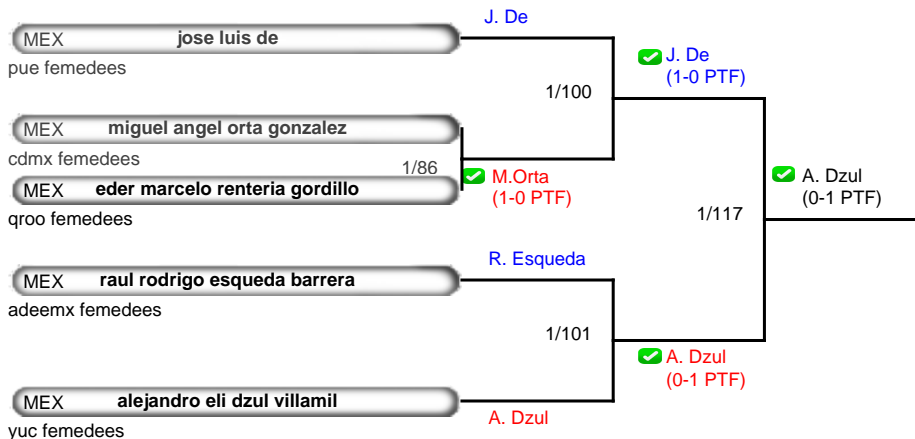 J. De
MEX jose luis de
pue femedees
J. De
(1-0 PTF)
1/100
MEX miguel angel orta gonzalez
cdmx femedees
1/86
M.Orta
(1-0 PTF)
MEX eder marcelo renteria gordillo
qroo femedees
A. Dzul
(0-1 PTF)
1/117
R. Esqueda
MEX raul rodrigo esqueda barrera
adeemx femedees
1/101
A. Dzul
(0-1 PTF)
MEX alejandro eli dzul villamil
A. Dzul
yuc femedees